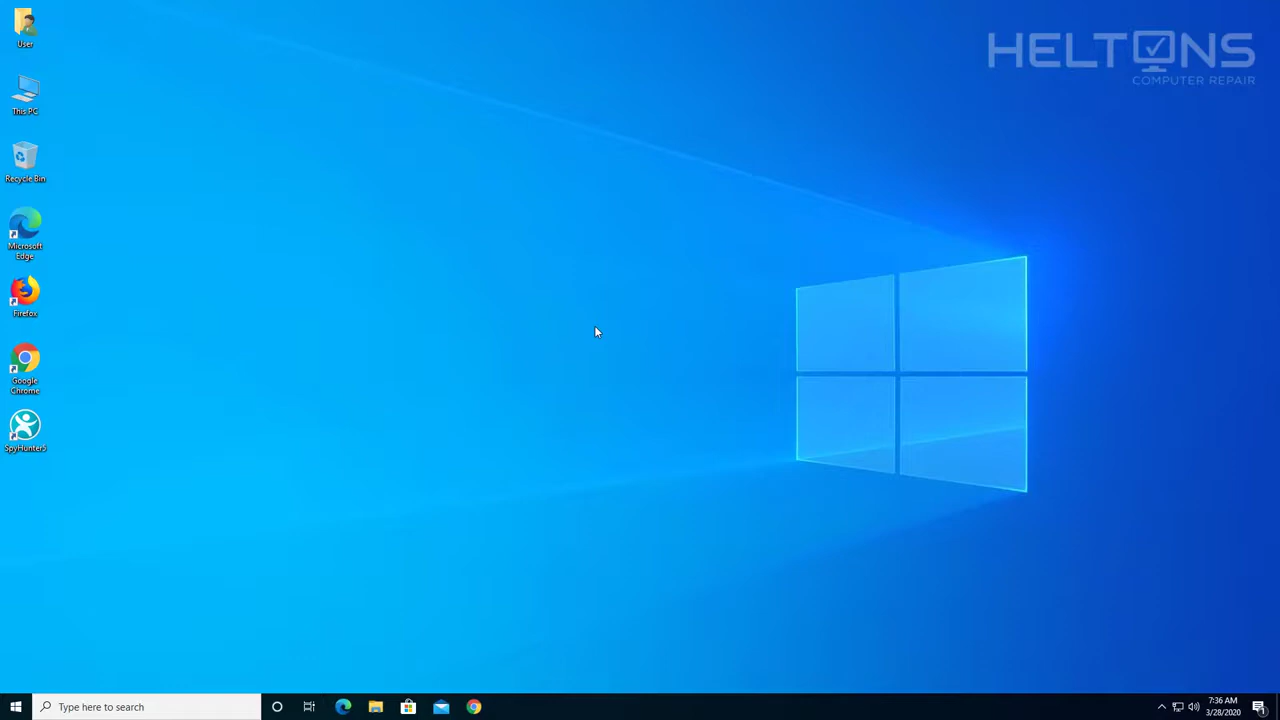 HELTONS
COMPUTER REPAIR
User
This PC
Recycle Bin
Microsoft
Edge
Firefox
Google
Chrome
SpyHunter5
Type here to search
7:36 AM
3/28/2020
1